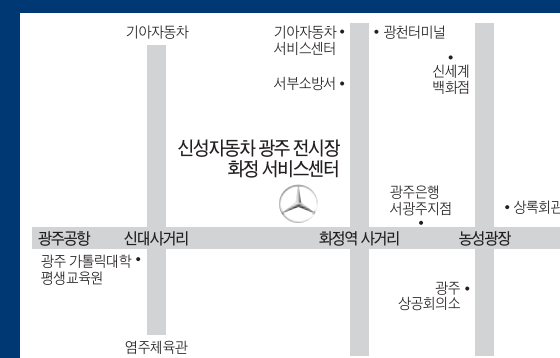 기아자동차
기아자동차
서비스센터
광천터미널
신세계
백화점
서부소방서
신성자동차 광주 전시장
화정 서비스센터
광주은행
서광주지점
상록회관
광주공항
신대사거리
화정역 사거리
농성광장
광주 가톨릭대학
평생교육원
광주
상공회의소
염주체육관